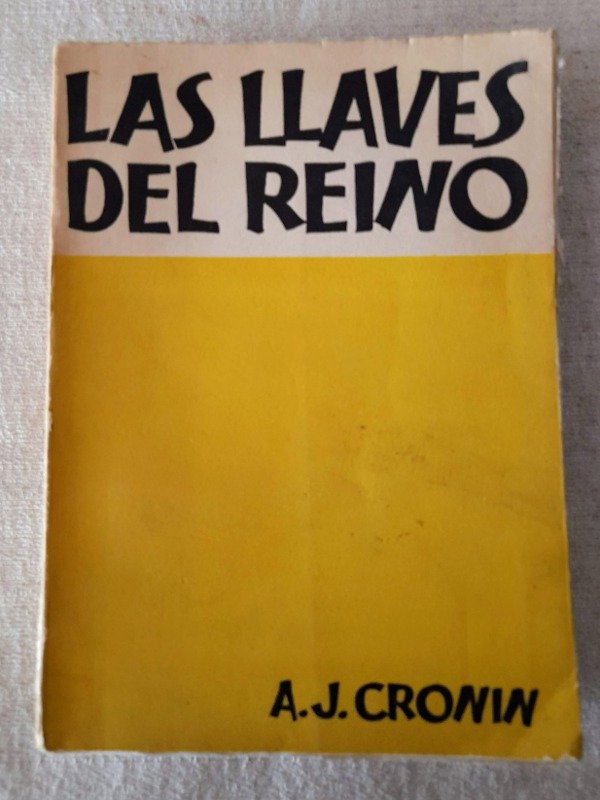 LAS LLAVES
DEL REINO
A.J. CRONIN